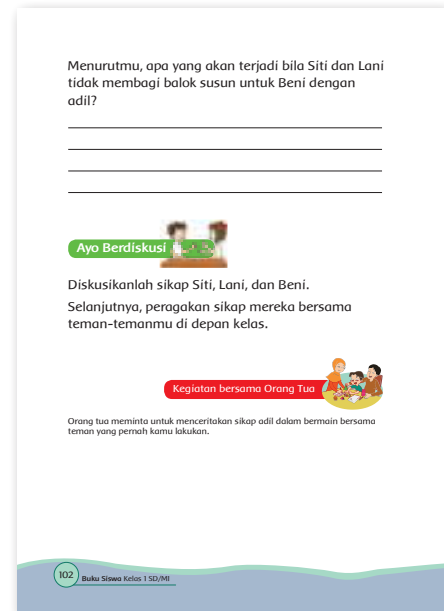 Menurutmu, apa yang akan terjadi bila Siti dan Lani
tidak membagi balok susun untuk Beni dengan
adil?
Ayo Berdiskusi
Diskusikanlah sikap Siti, Lani, dan Beni.
Selanjutnya, peragakan sikap mereka bersama
teman-temanmu di depan kelas.
Kegiatan bersama Orang Tua
Orang tua meminta untuk menceritakan sikap adil dalam bermain bersama
teman yang pernah kamu lakukan.
102 Buku Siswa Kelas 1 SD/MI